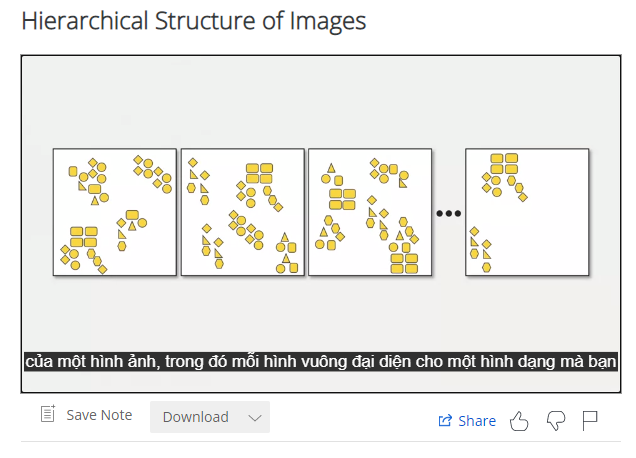 Hierarchical Structure of Images
của một hình ảnh, trong đó mỗi hình vuông đại diện cho một hình dạng mà bạn
Save Note
Download
Share